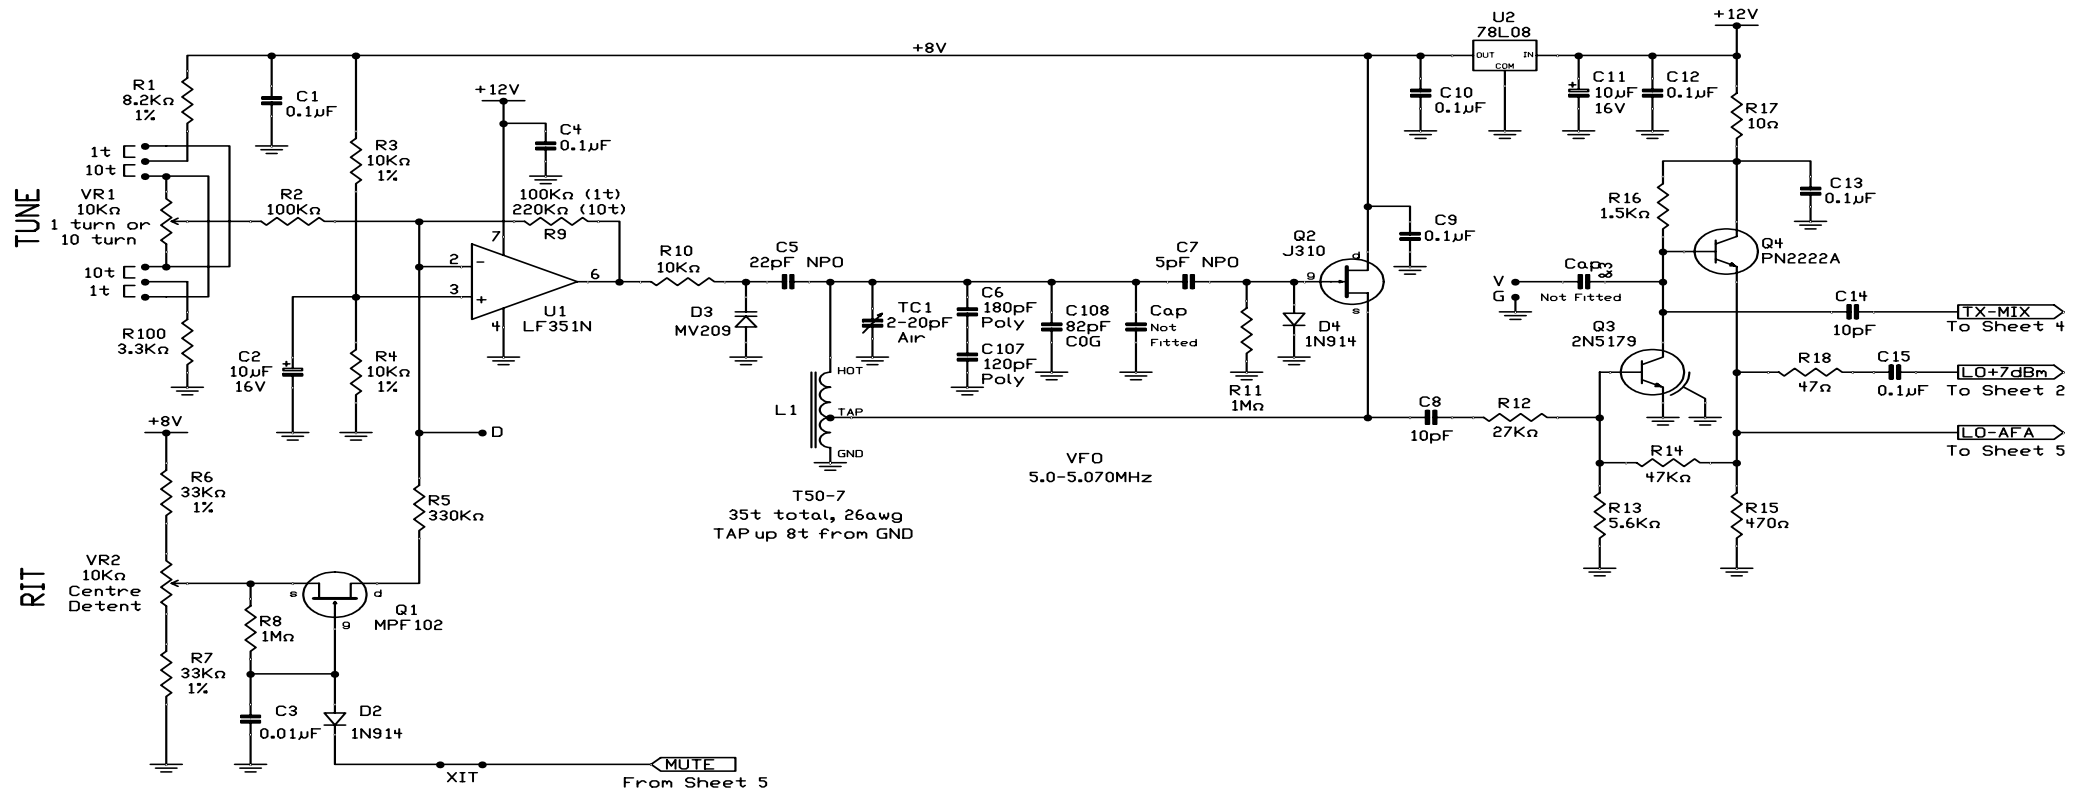 +8V
U2
78L08
OUT
IN
COM
+12V
R1
8.2KΩ
1%
C1
0.1µF
R3
10KΩ
1%
+12V
C4
0.1µF
C10
0.1µF
C11
10µF
16V
C12
0.1µF
R17
10Ω
TUNE
1t
10t
VR1
10KΩ
1 turn or
10 turn
10t
1t
R2
100KΩ
100KΩ (1t)
220KΩ (10t)
R9
7
2
-
3
+
6
4
U1
LF351N
R10
10KΩ
C5
22pF NPO
D3
MV209
TC1
2-20pF
Air
C6
180pF
Poly
C107
120pF
Poly
C108
82pF
C0G
Cap
Not
Fitted
C7
5pF NPO
R11
1MΩ
D4
1N914
Q2
J310
d
g
s
C9
0.1µF
R16
1.5KΩ
C13
0.1µF
Q4
PN2222A
V
G
Cap
Not Fitted
Q3
2N5179
C14
10pF
TX-MIX
To Sheet 4
R18
47Ω
C15
0.1µF
LO+7dBm
To Sheet 2
LO-AFA
To Sheet 5
R100
3.3KΩ
C2
10µF
16V
R4
10KΩ
1%
D
L1
HOT
TAP
GND
T50-7
35t total, 26awg
TAP up 8t from GND
VFO
5.0-5.070MHz
C8
10pF
R12
27KΩ
R14
47KΩ
R13
5.6KΩ
R15
470Ω
+8V
R6
33KΩ
1%
R5
330KΩ
RIT
VR2
10KΩ
Centre
Detent
s
d
g
Q1
MPF102
R8
1MΩ
R7
33KΩ
1%
C3
0.01µF
D2
1N914
XIT
MUTE
From Sheet 5